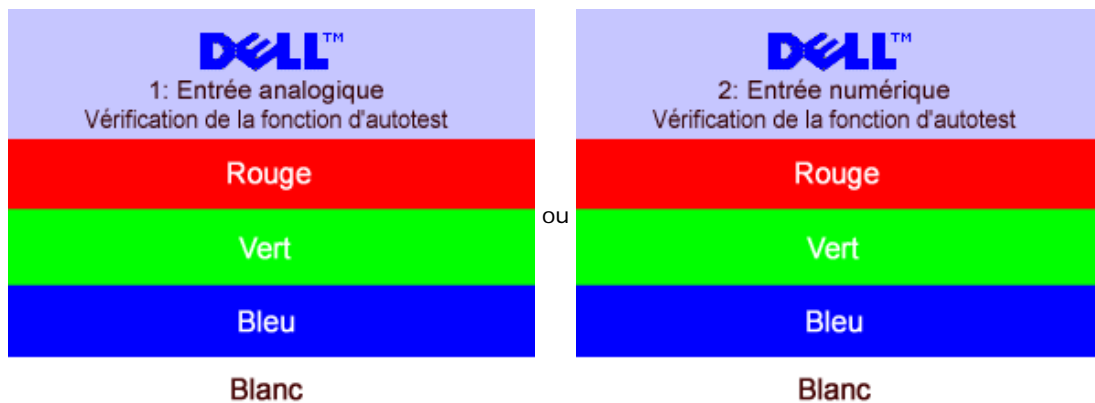 DELL™
1: Entrée analogique
Vérification de la fonction d'autotest
Rouge
Vert
Bleu
Blanc
ou
DELL™
2: Entrée numérique
Vérification de la fonction d'autotest
Rouge
Vert
Bleu
Blanc